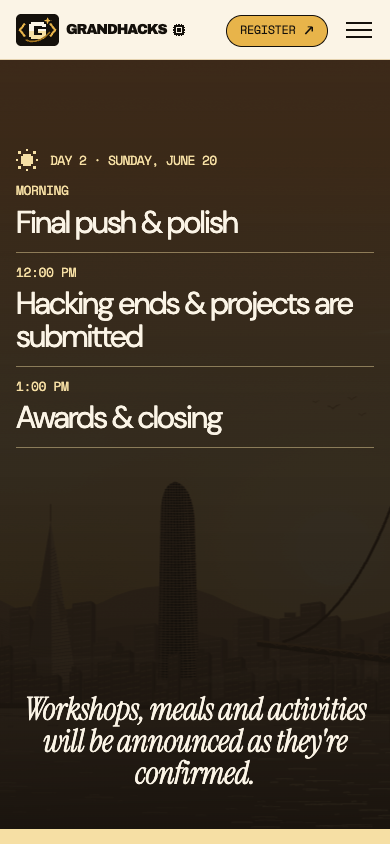 GRANDHACKS
REGISTER ↗
DAY 2 · SUNDAY, JUNE 20
MORNING
Final push & polish
12:00 PM
Hacking ends & projects are
submitted
1:00 PM
Awards & closing
Workshops, meals and activities
will be announced as they're
confirmed.